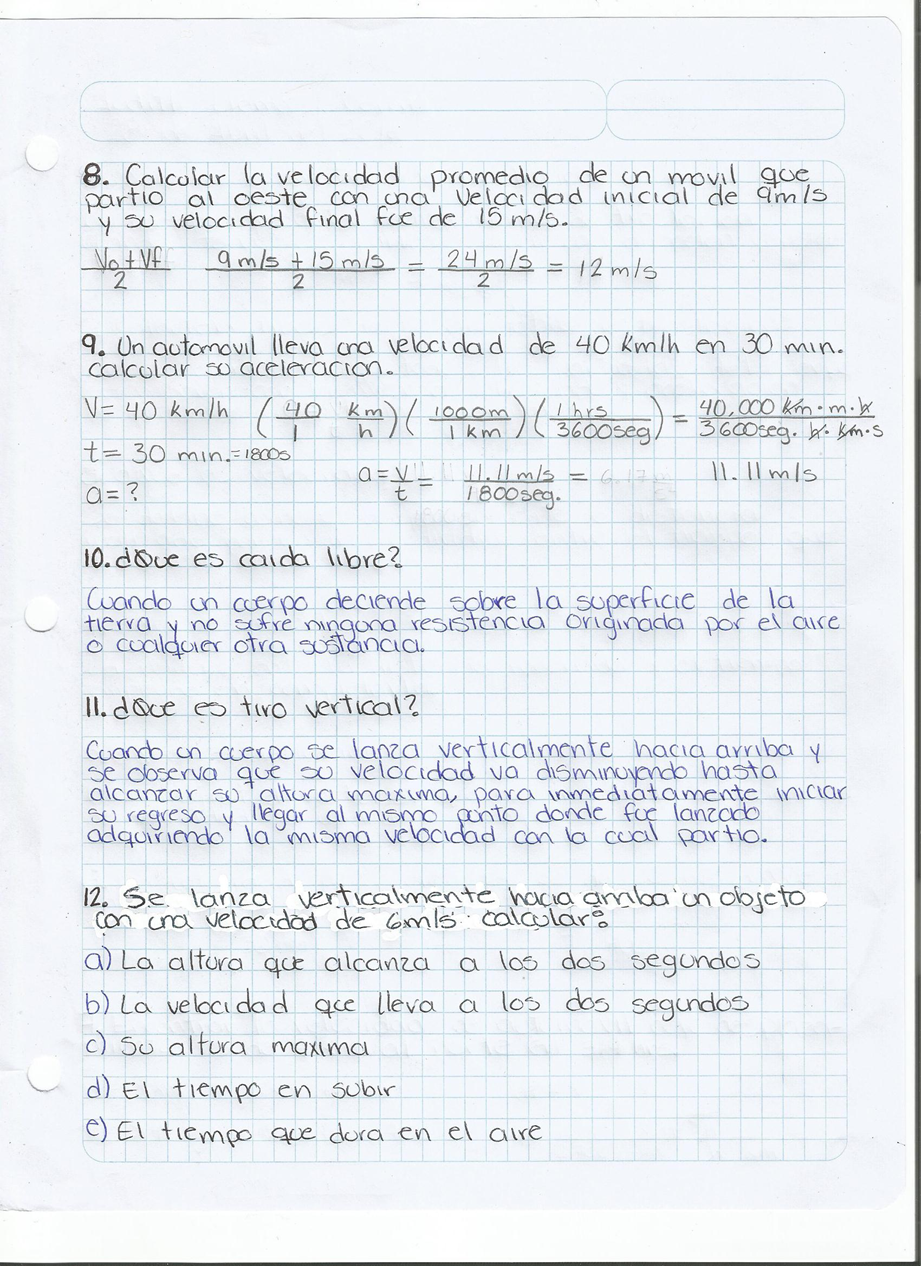 8. Calcular la velocidad promedio de un movil que
partio al oeste con una velocidad inicial de 9m/s
y su velocidad final fue de 15 m/s.
Vo+Vf/2 9 m/s + 15 m/s/2 = 24 m/s/2 = 12 m/s
9. Un automovil lleva una velocidad de 40 km/h en 30 min.
calcular su aceleracion.
V= 40 km/h (40/1 km/h)(1000m/1 km)(1 hrs/3600seg) = 40,000 km·m·h/3600seg. h· km·s
t= 30 min.=1800s
a=v/t= 11.11m/s/1800seg. = 11.11 m/s
a= ?
10. ¿Que es caida libre?
Cuando un cuerpo deciende sobre la superficie de la
tierra y no sufre ninguna resistencia originada por el aire
o cualquier otra sustancia.
11. ¿Que es tiro vertical?
Cuando un cuerpo se lanza verticalmente hacia arriba y
se observa que su velocidad va disminuyendo hasta
alcanzar su altura maxima, para inmediatamente iniciar
su regreso y llegar al mismo punto donde fue lanzado
adquiriendo la misma velocidad con la cual partio.
12. Se lanza verticalmente hacia arriba un objeto
con una velocidad de 6m/s calcular:
a) La altura que alcanza a los dos segundos
b) La velocidad que lleva a los dos segundos
c) Su altura maxima
d) El tiempo en subir
e) El tiempo que dura en el aire